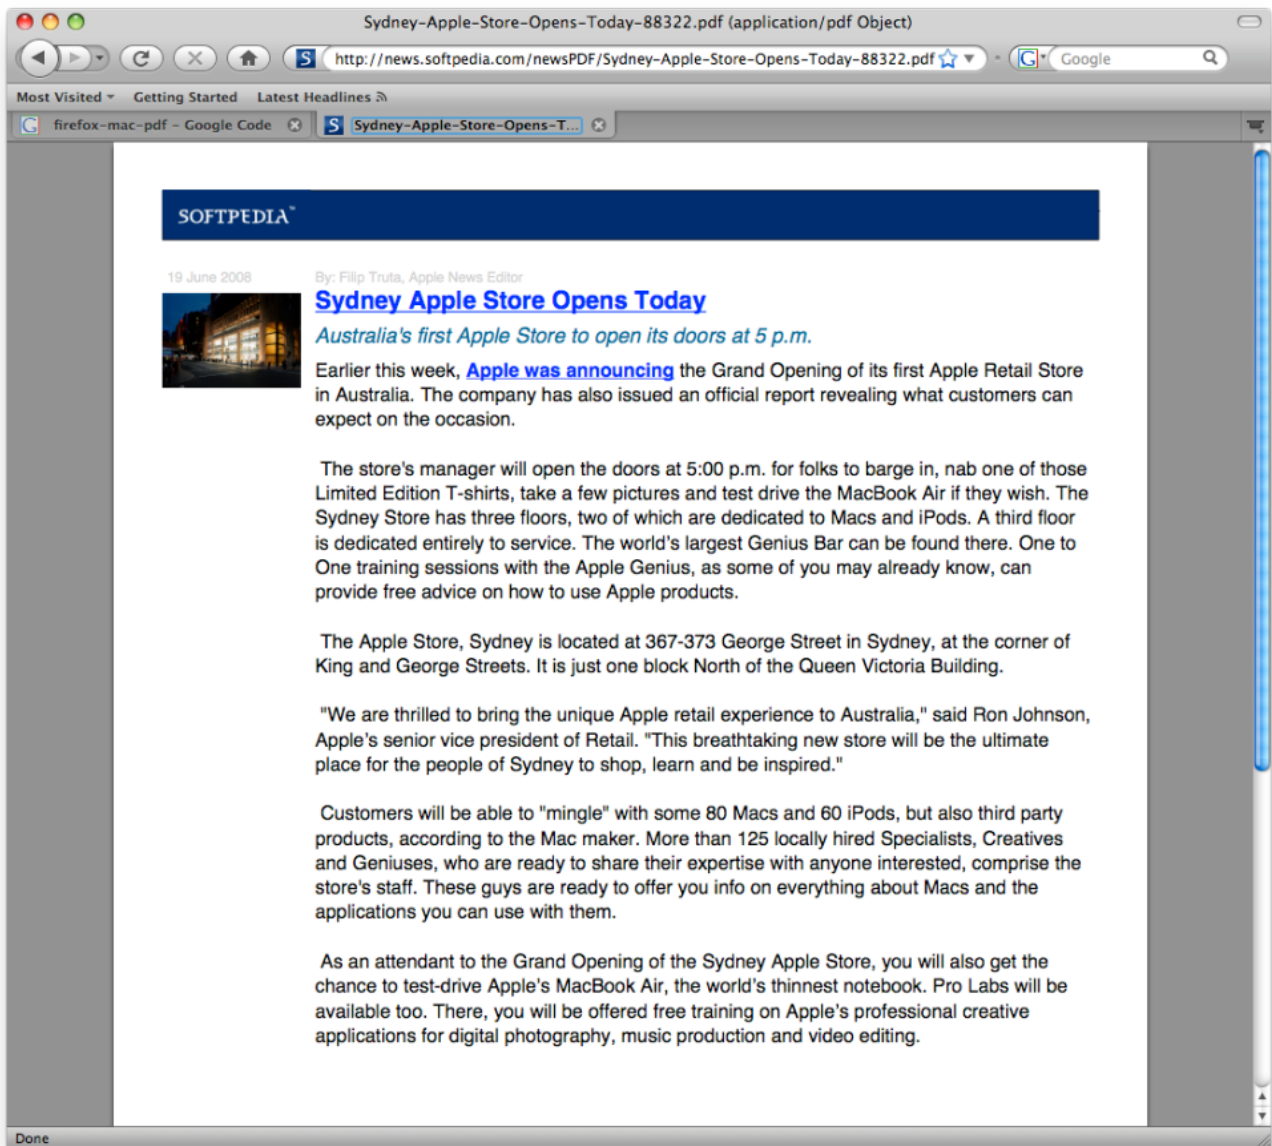 Sydney-Apple-Store-Opens-Today-88322.pdf (application/pdf Object)
http://news.softpedia.com/newsPDF/Sydney-Apple-Store-Opens-Today-88322.pdf
Google
Most Visited
Getting Started
Latest Headlines
firefox-mac-pdf – Google Code
Sydney-Apple-Store-Opens-T...
SOFTPEDIA™
19 June 2008
By: Filip Truta, Apple News Editor
Sydney Apple Store Opens Today
Australia's first Apple Store to open its doors at 5 p.m.
Earlier this week, Apple was announcing the Grand Opening of its first Apple Retail Store
in Australia. The company has also issued an official report revealing what customers can
expect on the occasion.
The store's manager will open the doors at 5:00 p.m. for folks to barge in, nab one of those
Limited Edition T-shirts, take a few pictures and test drive the MacBook Air if they wish. The
Sydney Store has three floors, two of which are dedicated to Macs and iPods. A third floor
is dedicated entirely to service. The world's largest Genius Bar can be found there. One to
One training sessions with the Apple Genius, as some of you may already know, can
provide free advice on how to use Apple products.
The Apple Store, Sydney is located at 367-373 George Street in Sydney, at the corner of
King and George Streets. It is just one block North of the Queen Victoria Building.
"We are thrilled to bring the unique Apple retail experience to Australia," said Ron Johnson,
Apple's senior vice president of Retail. "This breathtaking new store will be the ultimate
place for the people of Sydney to shop, learn and be inspired."
Customers will be able to "mingle" with some 80 Macs and 60 iPods, but also third party
products, according to the Mac maker. More than 125 locally hired Specialists, Creatives
and Geniuses, who are ready to share their expertise with anyone interested, comprise the
store's staff. These guys are ready to offer you info on everything about Macs and the
applications you can use with them.
As an attendant to the Grand Opening of the Sydney Apple Store, you will also get the
chance to test-drive Apple's MacBook Air, the world's thinnest notebook. Pro Labs will be
available too. There, you will be offered free training on Apple's professional creative
applications for digital photography, music production and video editing.
Done